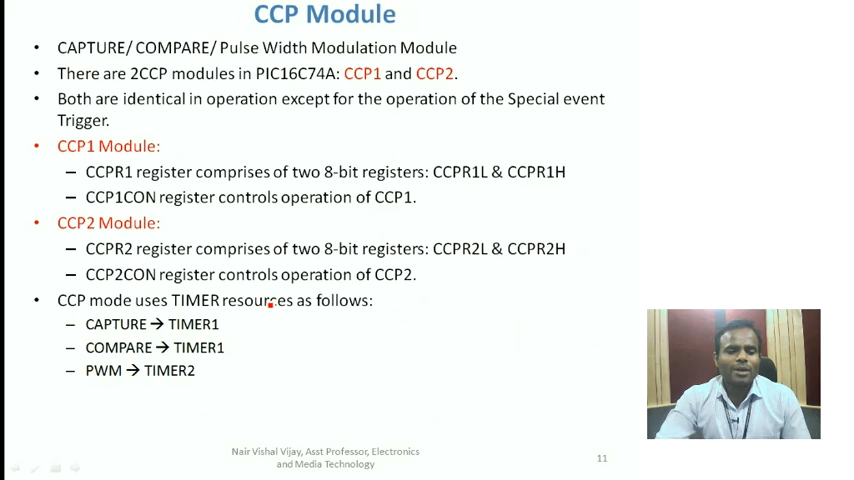 CCP Module
• CAPTURE/ COMPARE/ Pulse Width Modulation Module
• There are 2CCP modules in PIC16C74A: CCP1 and CCP2.
• Both are identical in operation except for the operation of the Special event
Trigger.
• CCP1 Module:
– CCPR1 register comprises of two 8-bit registers: CCPR1L & CCPR1H
– CCP1CON register controls operation of CCP1.
• CCP2 Module:
– CCPR2 register comprises of two 8-bit registers: CCPR2L & CCPR2H
– CCP2CON register controls operation of CCP2.
• CCP mode uses TIMER resources as follows:
– CAPTURE → TIMER1
– COMPARE → TIMER1
– PWM → TIMER2
Nair Vishal Vijay, Asst Professor, Electronics
and Media Technology
11